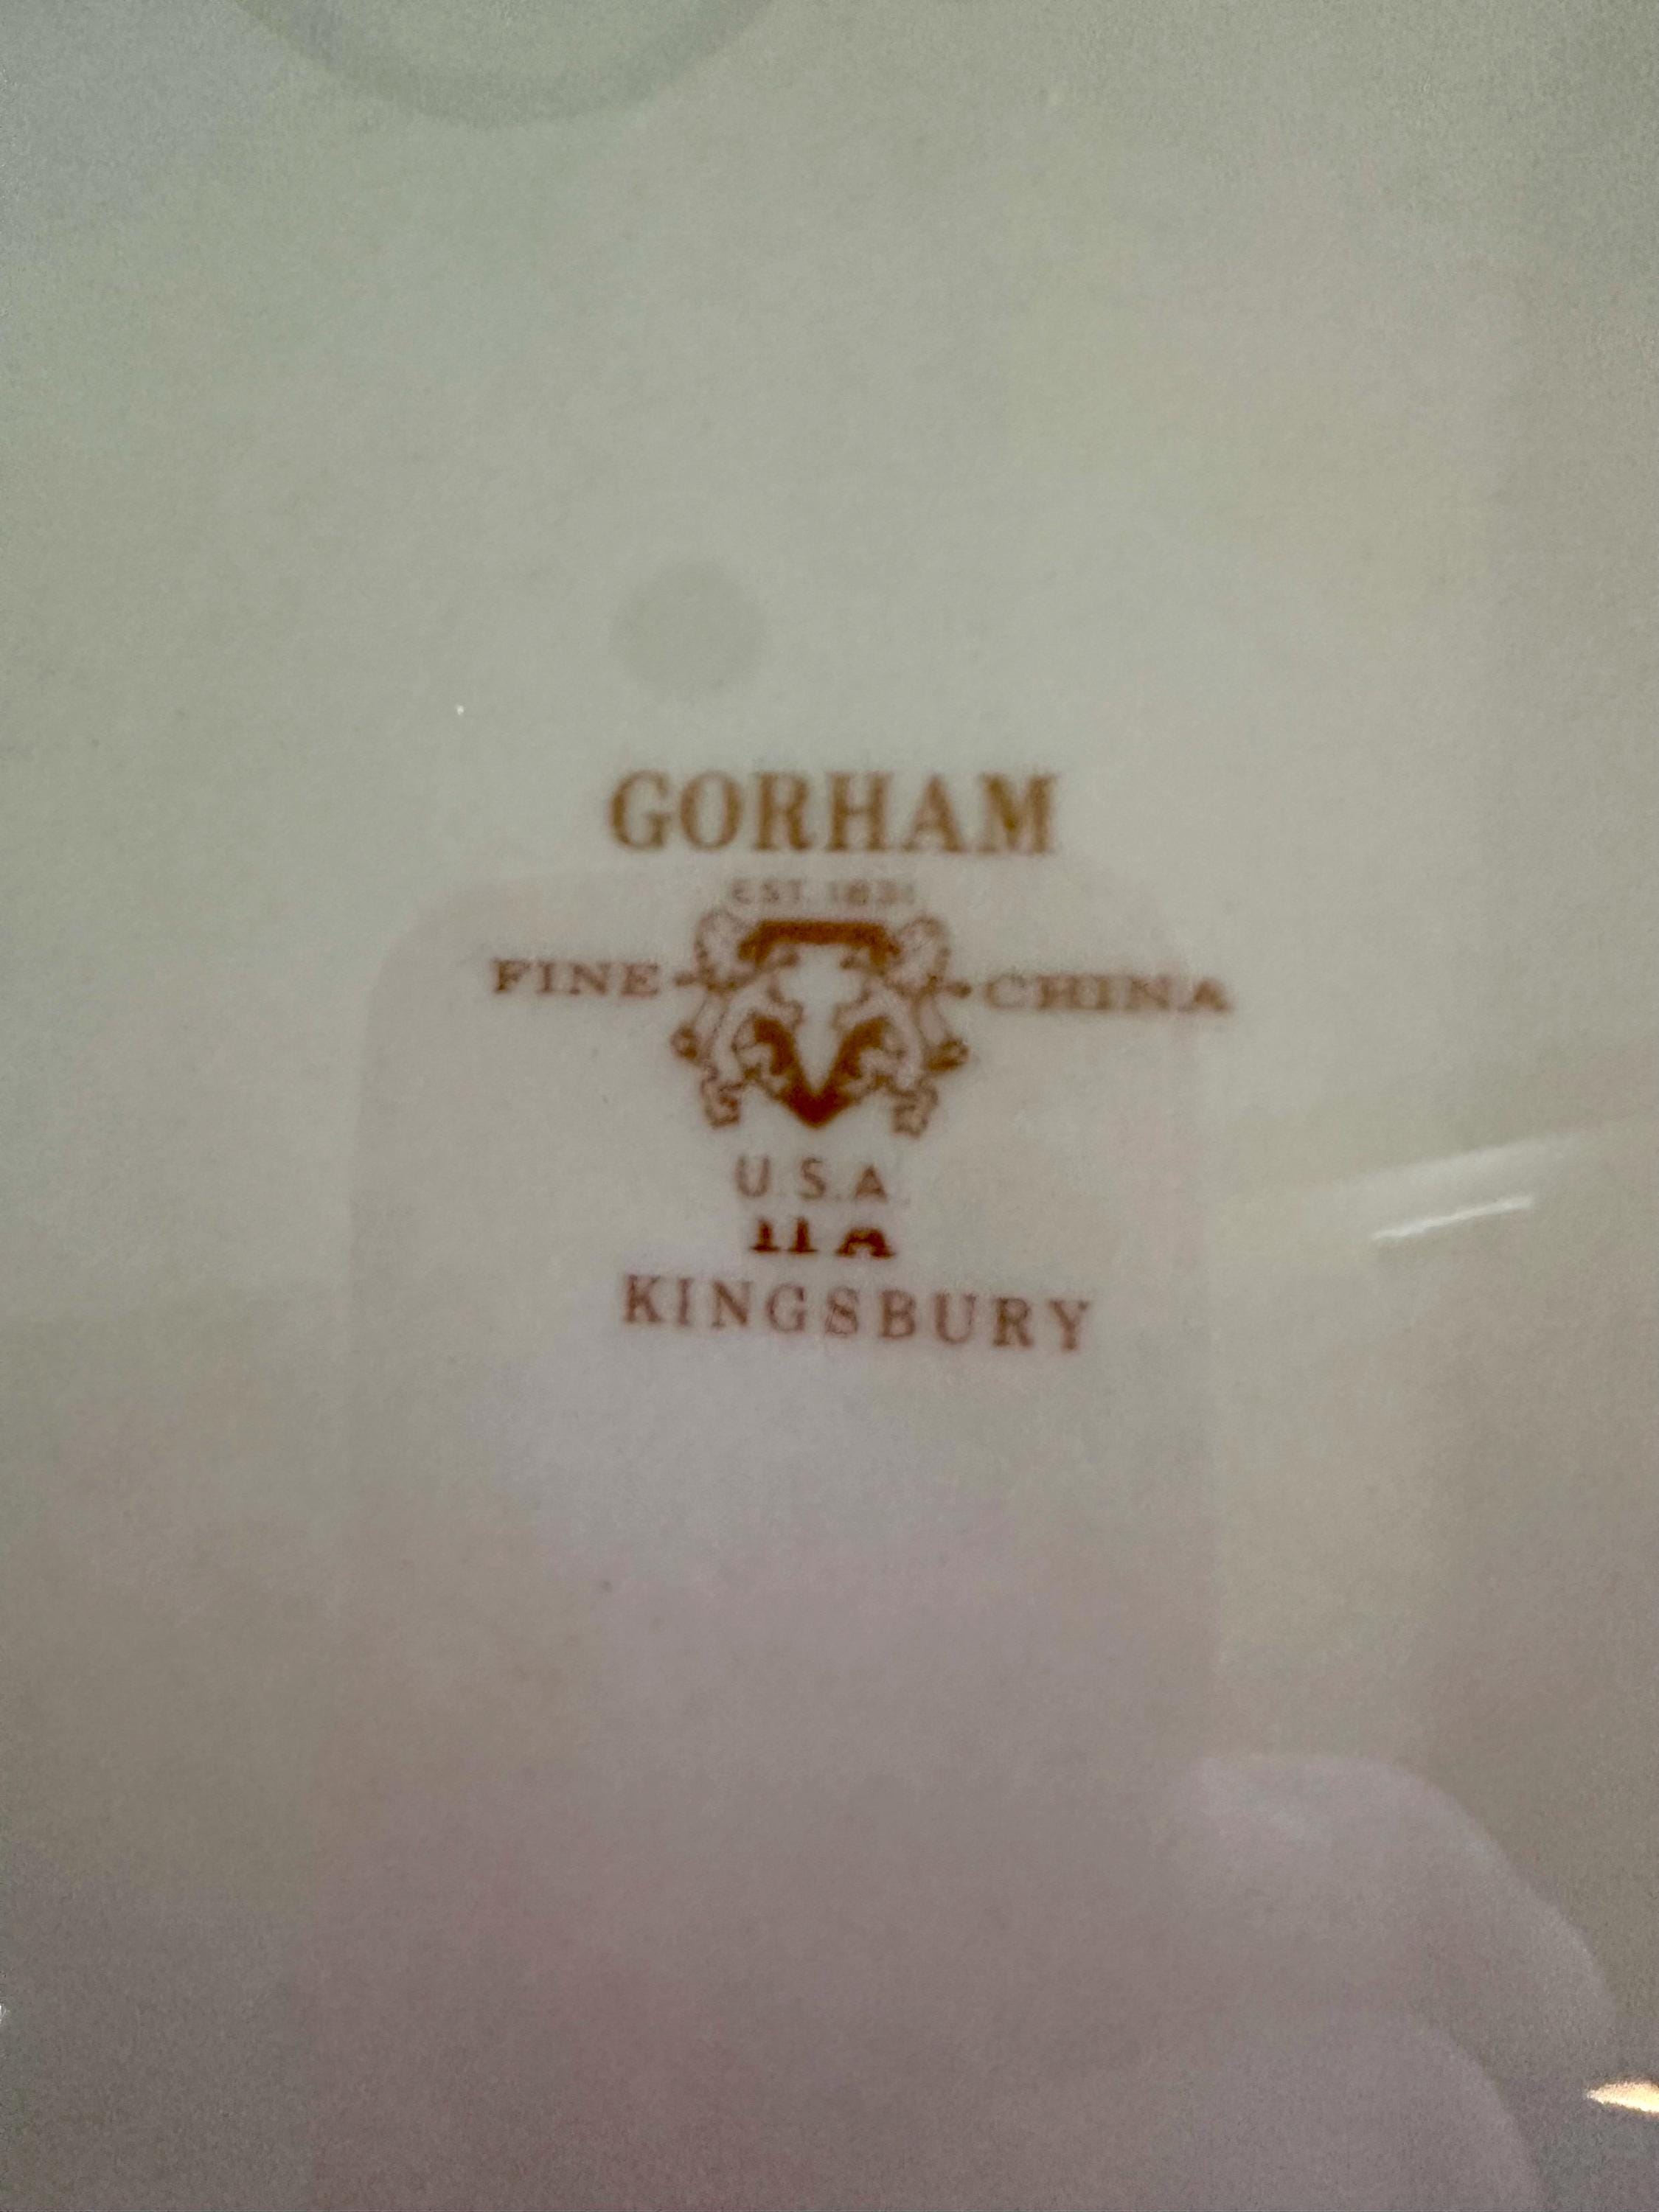 GORHAM
EST. 1831
FINE CHINA
U.S.A.
KINGSBURY